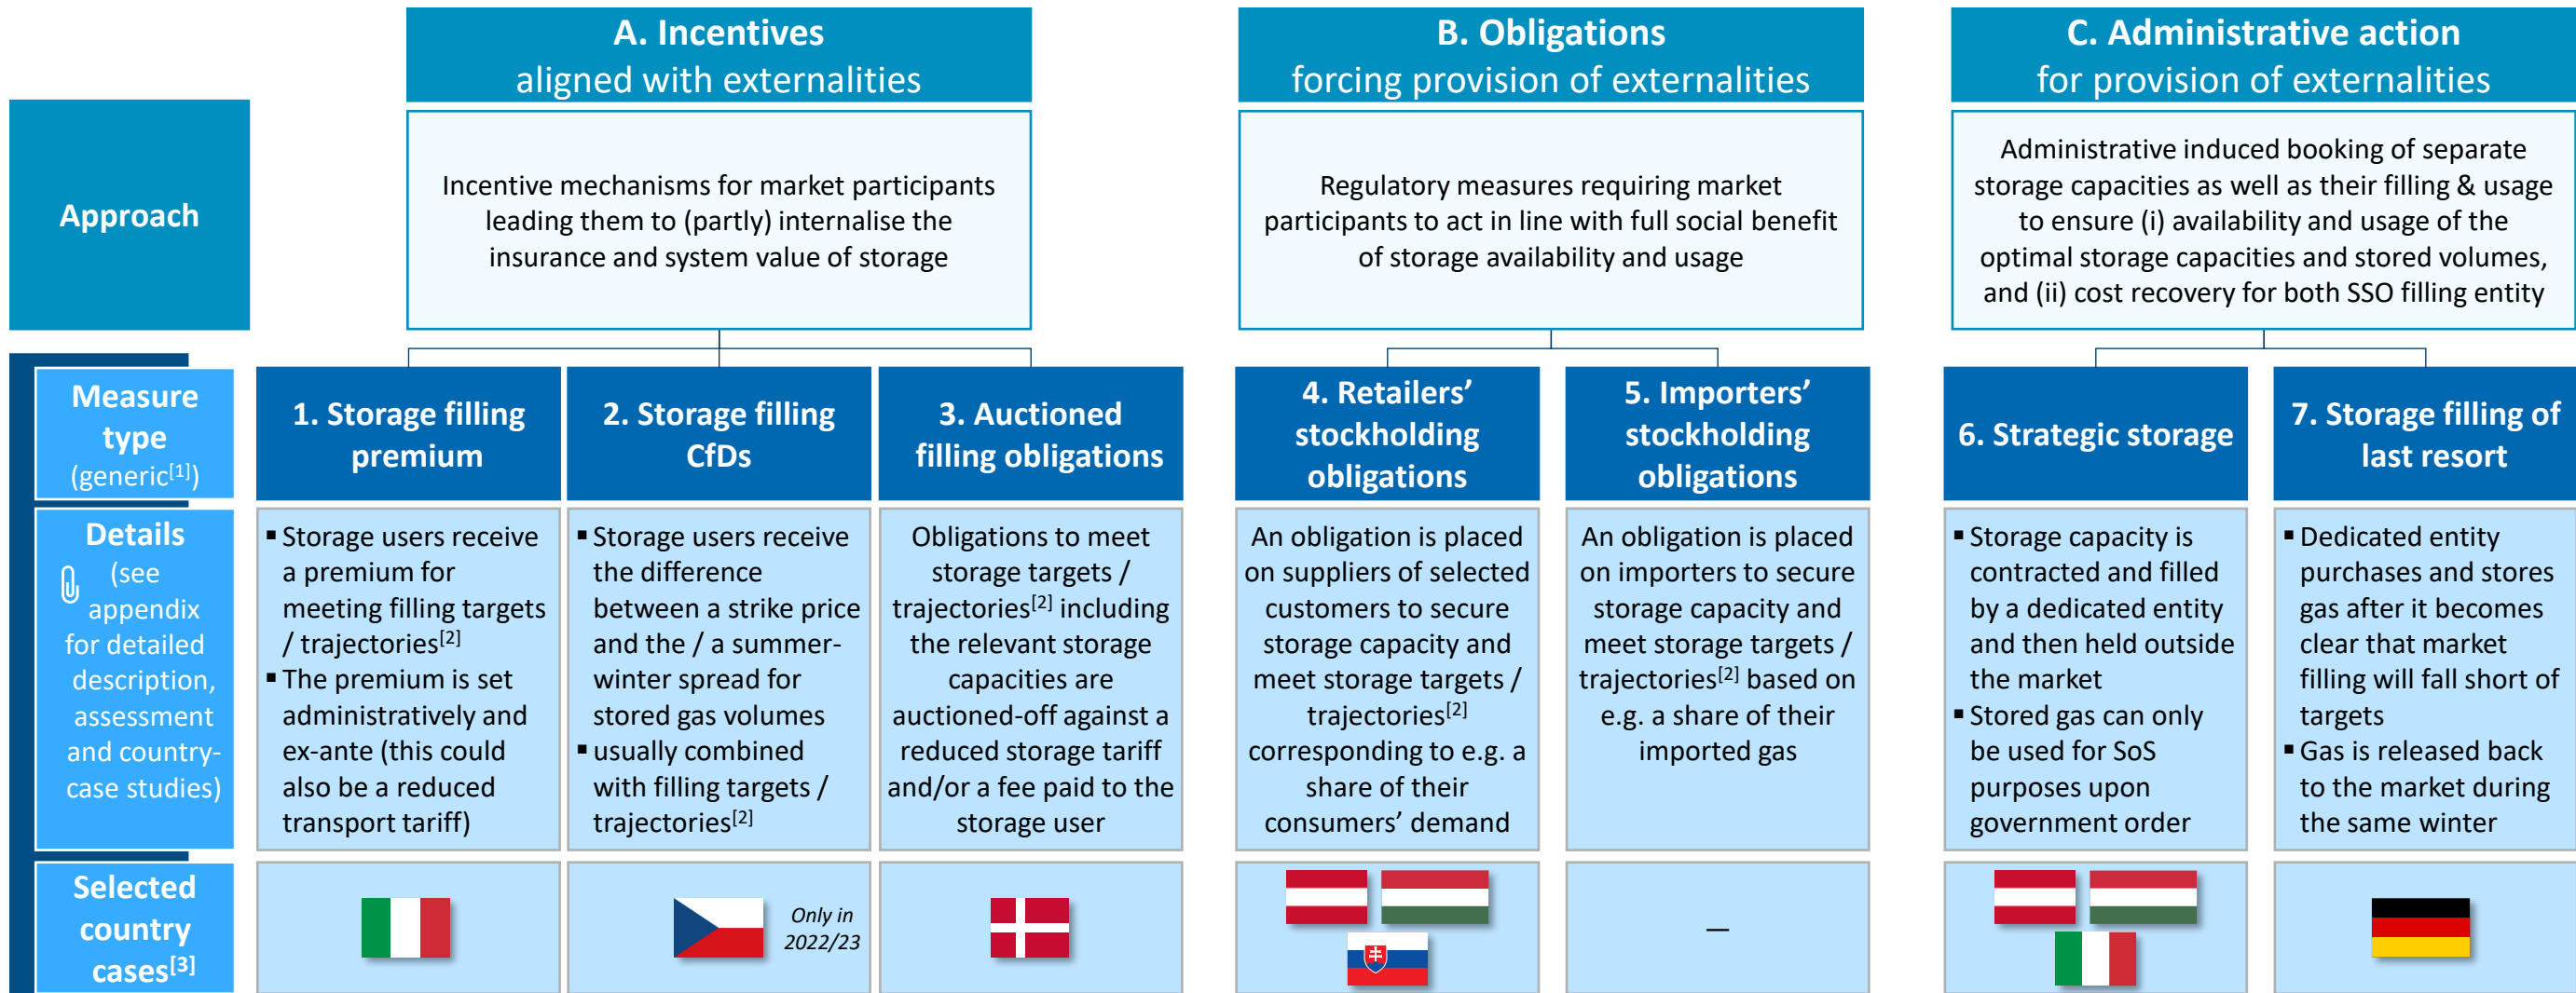 A. Incentives
aligned with externalities
B. Obligations
forcing provision of externalities
C. Administrative action
for provision of externalities
Approach
Incentive mechanisms for market participants
leading them to (partly) internalise the
insurance and system value of storage
Regulatory measures requiring market
participants to act in line with full social benefit
of storage availability and usage
Administrative induced booking of separate
storage capacities as well as their filling & usage
to ensure (i) availability and usage of the
optimal storage capacities and stored volumes,
and (ii) cost recovery for both SSO filling entity
Measure
type
(generic[1])
1. Storage filling
premium
2. Storage filling
CfDs
3. Auctioned
filling obligations
4. Retailers’
stockholding
obligations
5. Importers’
stockholding
obligations
6. Strategic storage
7. Storage filling of
last resort
Details
(see
appendix
for detailed
description,
assessment
and country-
case studies)
▪ Storage users receive
a premium for
meeting filling targets
/ trajectories[2]
▪ The premium is set
administratively and
ex-ante (this could
also be a reduced
transport tariff)
▪ Storage users receive
the difference
between a strike price
and the / a summer-
winter spread for
stored gas volumes
▪ usually combined
with filling targets /
trajectories[2]
Obligations to meet
storage targets /
trajectories[2] including
the relevant storage
capacities are
auctioned-off against a
reduced storage tariff
and/or a fee paid to the
storage user
An obligation is placed
on suppliers of selected
customers to secure
storage capacity and
meet storage targets /
trajectories[2]
corresponding to e.g. a
share of their
consumers’ demand
An obligation is placed
on importers to secure
storage capacity and
meet storage targets /
trajectories[2] based on
e.g. a share of their
imported gas
▪ Storage capacity is
contracted and filled
by a dedicated entity
and then held outside
the market
▪ Stored gas can only
be used for SoS
purposes upon
government order
▪ Dedicated entity
purchases and stores
gas after it becomes
clear that market
filling will fall short of
targets
▪ Gas is released back
to the market during
the same winter
Selected
country
cases[3]
Only in
2022/23
–